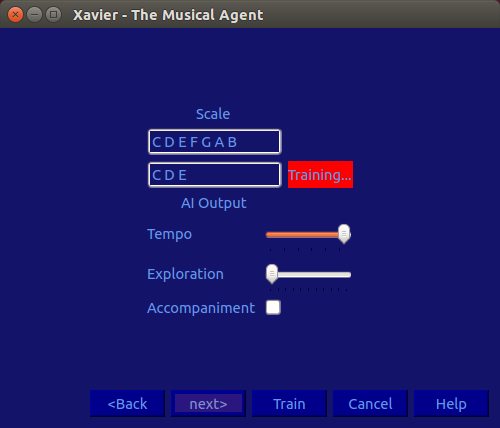 Xavier - The Musical Agent
Scale
C D E F G A B
C D E
Training...
AI Output
Tempo
Exploration
Accompaniment
<Back
next>
Train
Cancel
Help